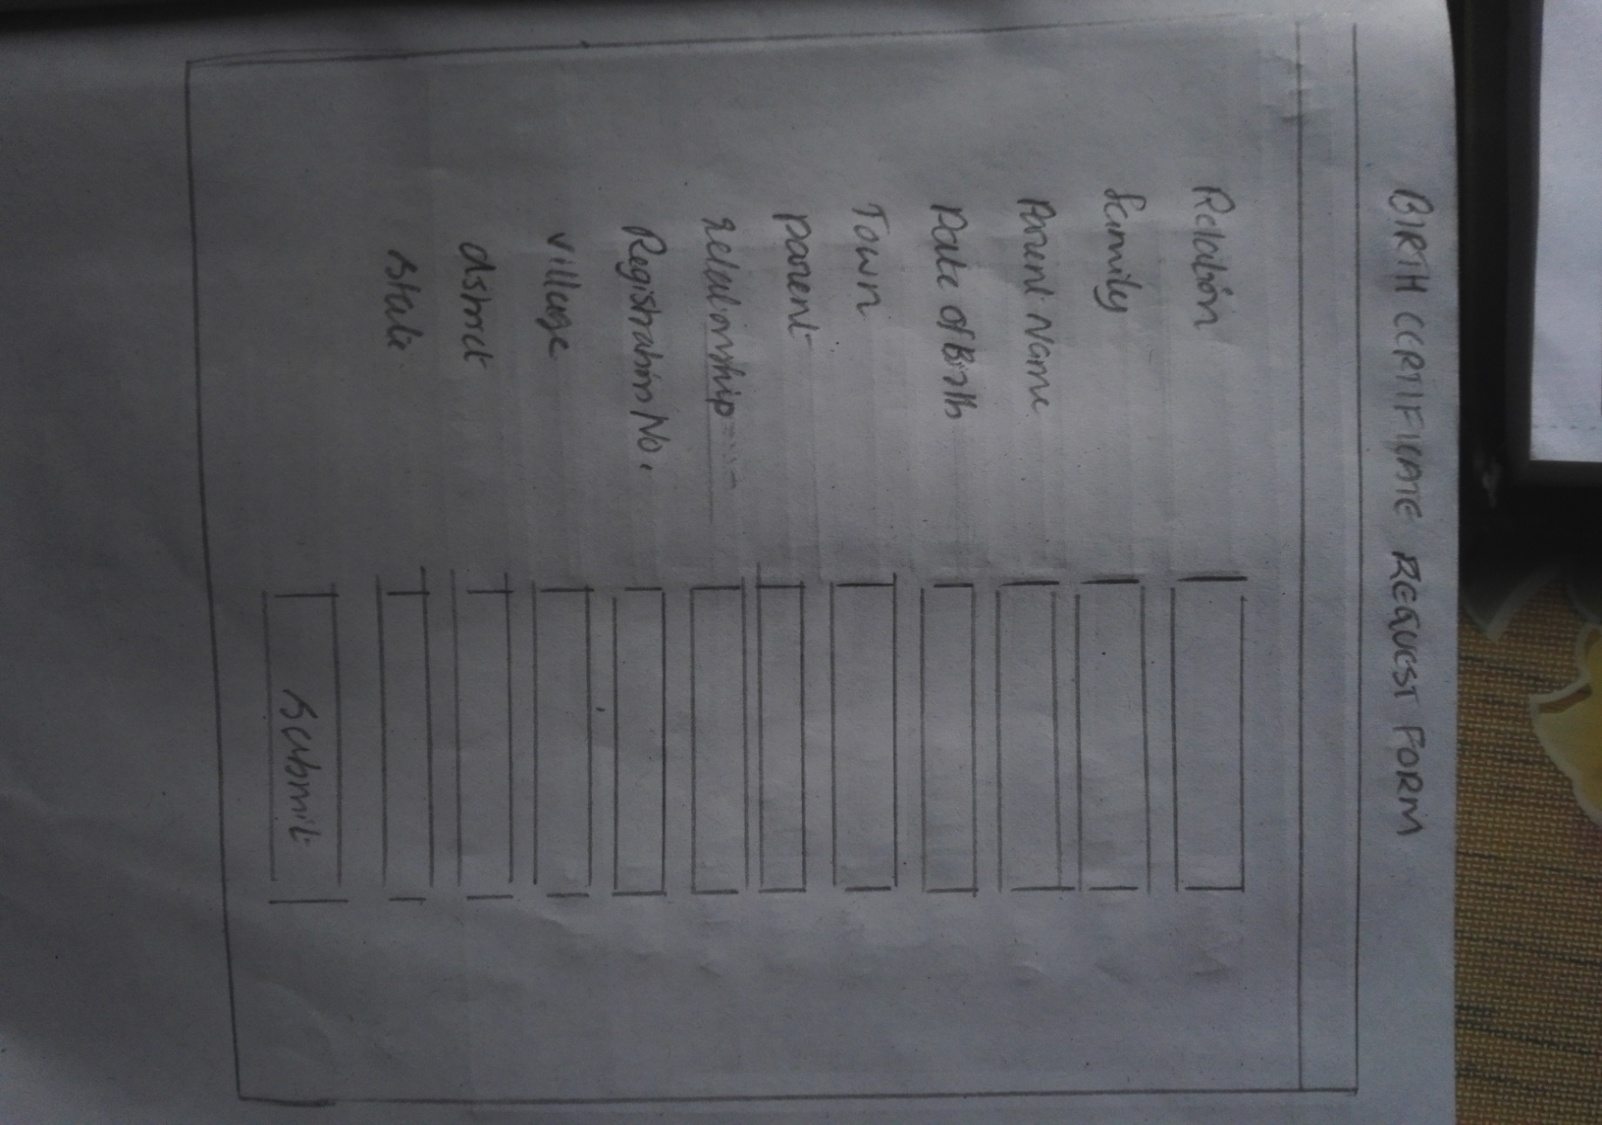 BIRTH CERTIFICATE REQUEST FORM
Relation
family
Parent Name
Date of Birth
Town
parent
relationship
Registration No.
village
district
state
submit